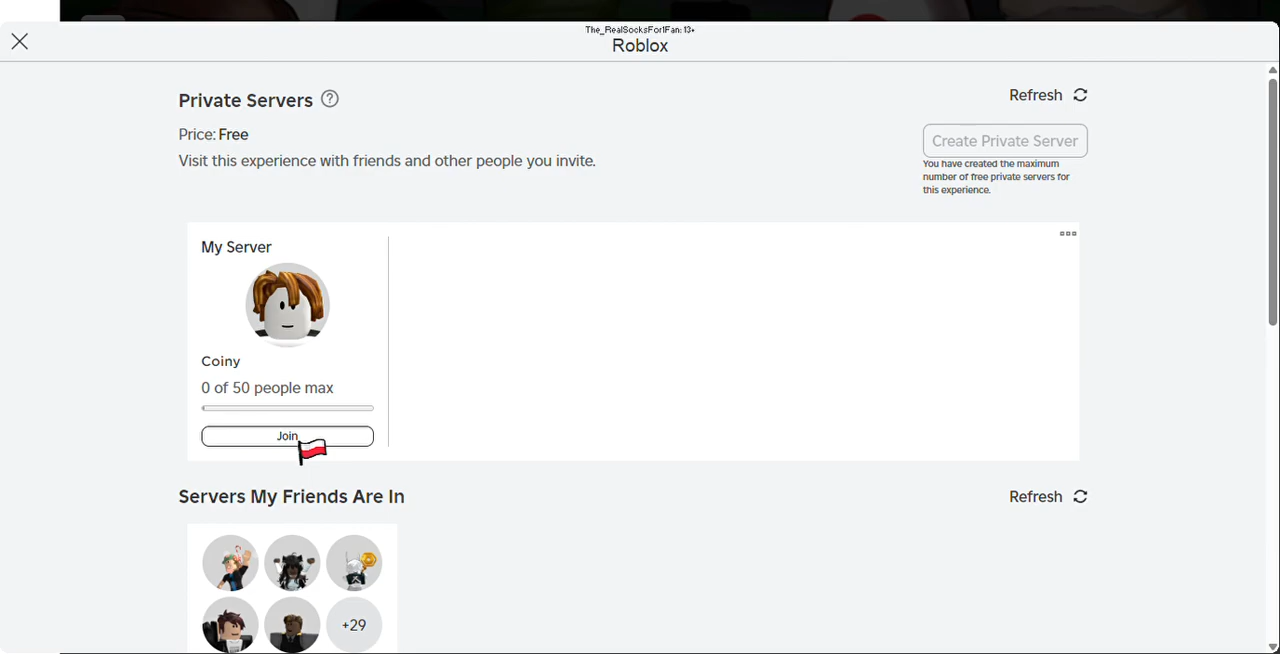 The_RealSocksFor1Fan: 13+
Roblox
Private Servers
Refresh
Price: Free
Create Private Server
Visit this experience with friends and other people you invite.
You have created the maximum
number of free private servers for
this experience.
My Server
Coiny
0 of 50 people max
Join
Servers My Friends Are In
Refresh
+29